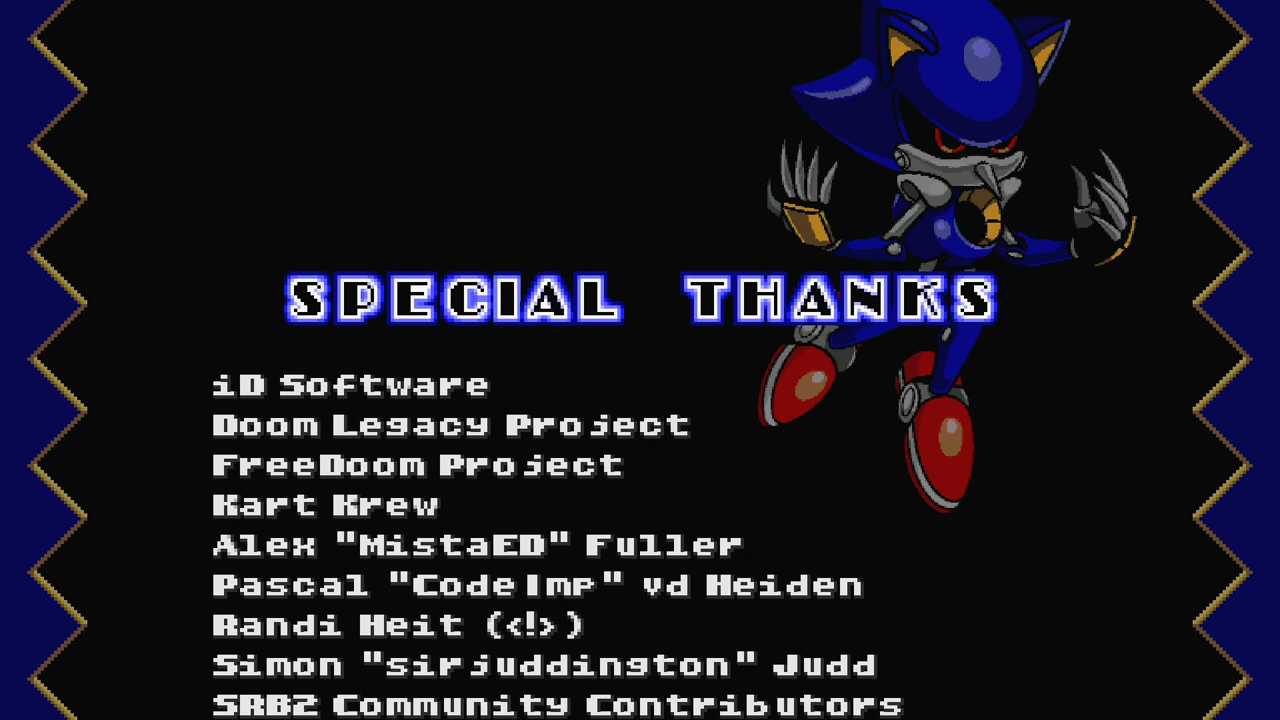 SPECIAL THANKS
iD Software
Doom Legacy Project
FreeDoom Project
Kart Krew
Alex "MistaED" Fuller
Pascal "CodeImp" vd Heiden
Randi Heit (<!>)
Simon "sirjuddington" Judd
SRB2 Community Contributors